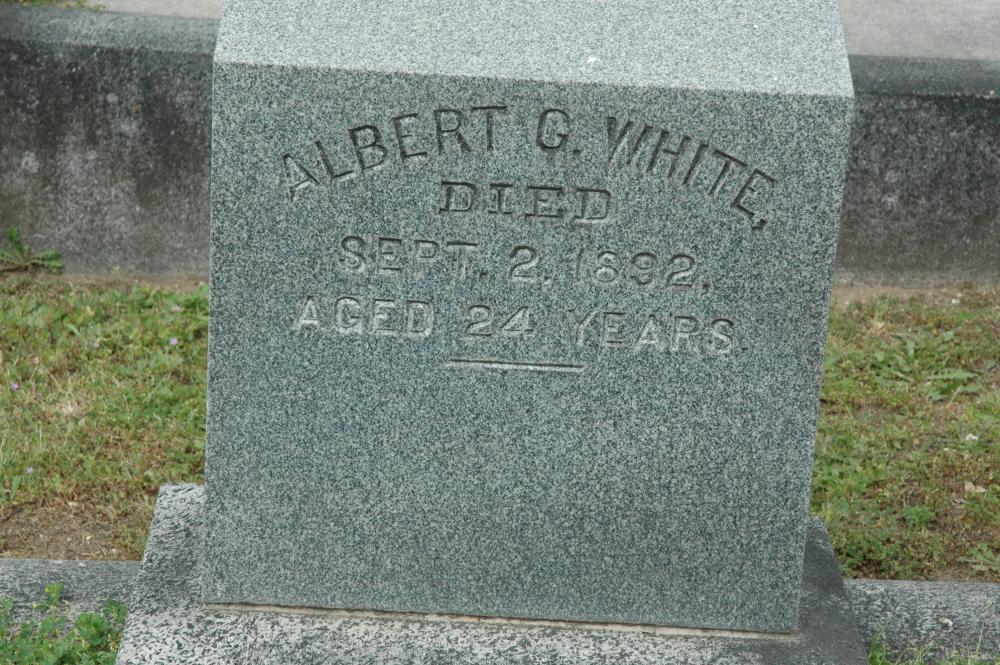 ALBERT G. WHITE,
DIED
SEPT. 2, 1892,
AGED 24 YEARS.